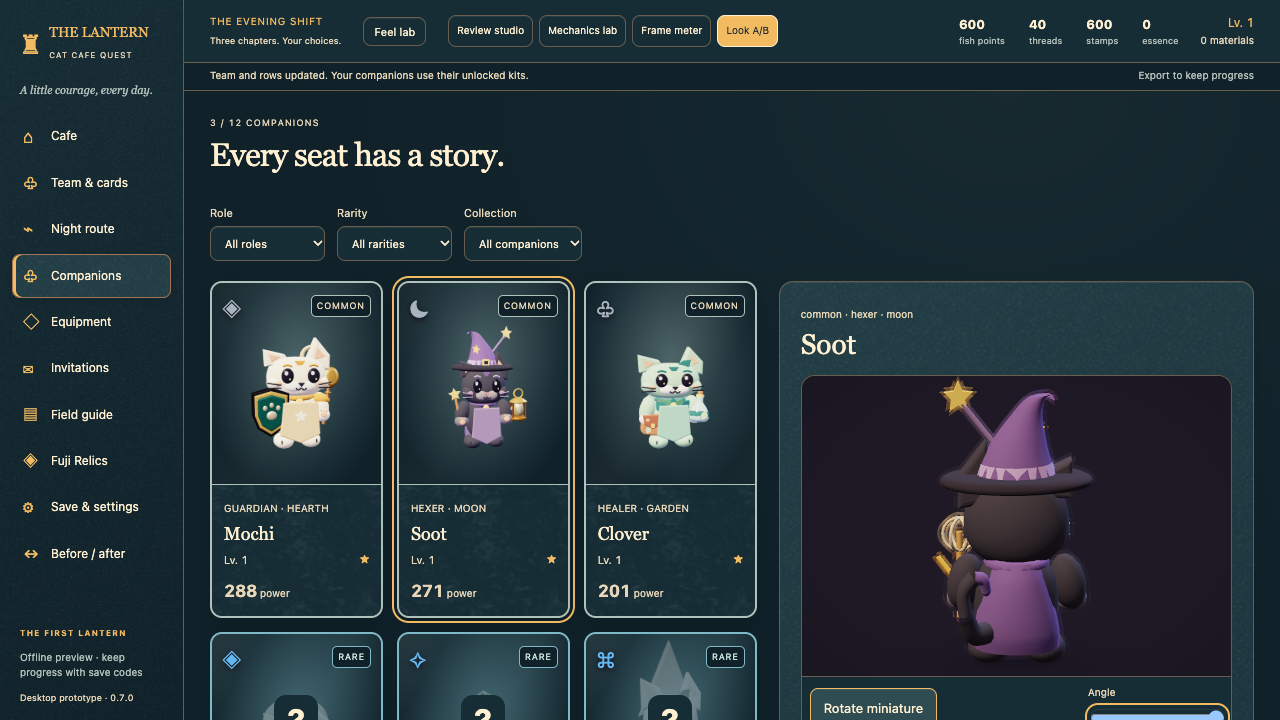 THE LANTERN
CAT CAFE QUEST
A little courage, every day.
Cafe
Team & cards
Night route
Companions
Equipment
Invitations
Field guide
Fuji Relics
Save & settings
Before / after
THE FIRST LANTERN
Offline preview · keep
progress with save codes
Desktop prototype · 0.7.0
THE EVENING SHIFT
Three chapters. Your choices.
Feel lab
Review studio
Mechanics lab
Frame meter
Look A/B
600
fish points
40
threads
600
stamps
0
essence
Lv. 1
0 materials
Team and rows updated. Your companions use their unlocked kits.
Export to keep progress
3 / 12 COMPANIONS
Every seat has a story.
Role
All roles
Rarity
All rarities
Collection
All companions
COMMON
GUARDIAN · HEARTH
Mochi
Lv. 1
288 power
COMMON
HEXER · MOON
Soot
Lv. 1
271 power
COMMON
HEALER · GARDEN
Clover
Lv. 1
201 power
RARE
?
RARE
?
RARE
?
common · hexer · moon
Soot
Rotate miniature
Angle